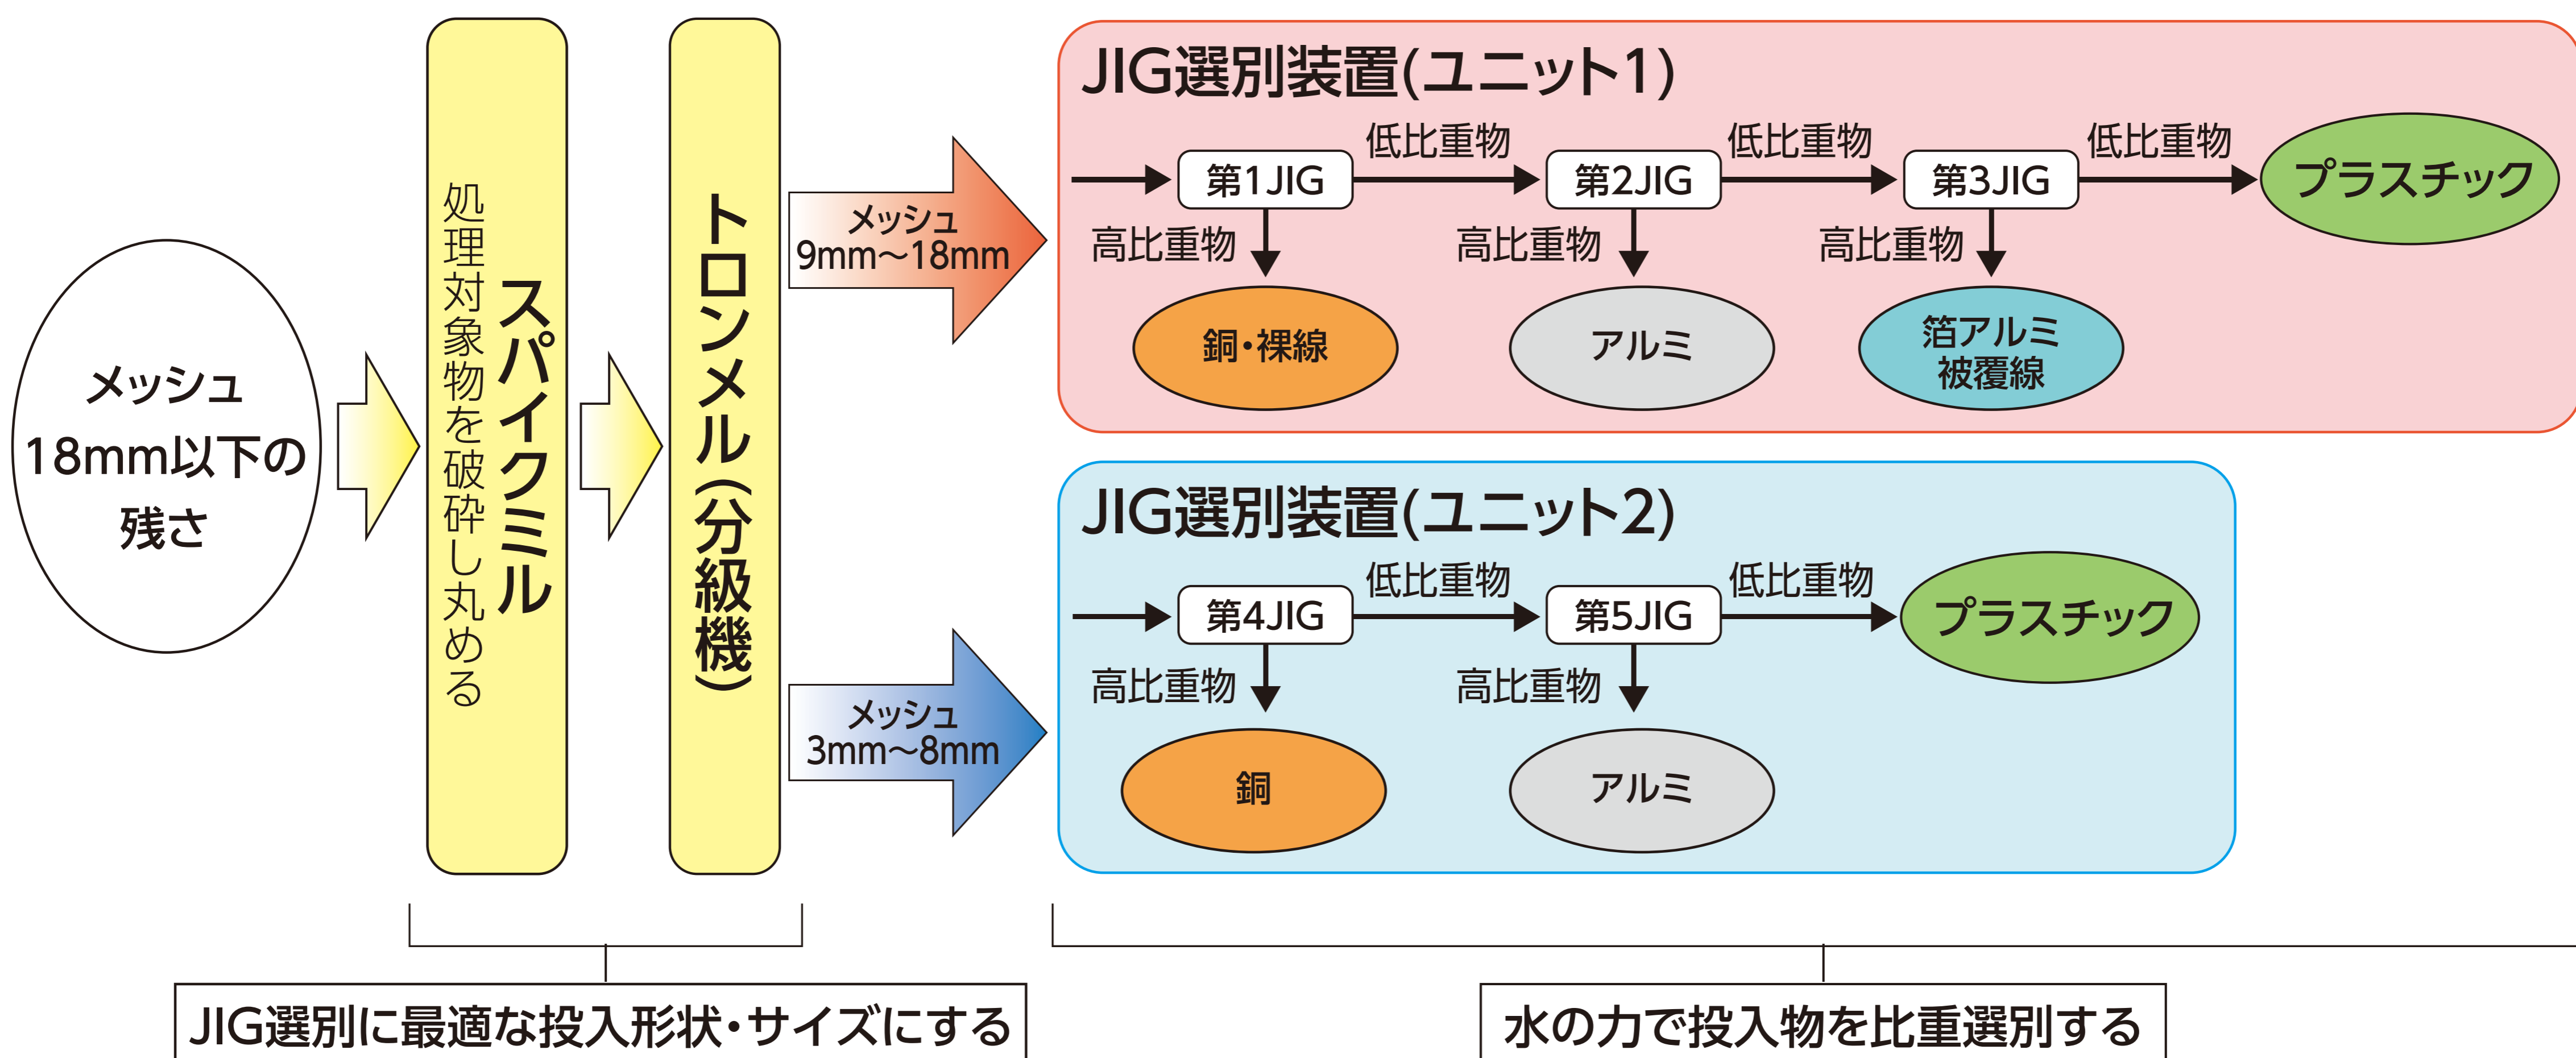 メッシュ
18mm以下の
残さ
スパイクミル
処理対象物を破砕し丸める
トロンメル(分級機)
メッシュ
9mm〜18mm
メッシュ
3mm〜8mm
JIG選別装置(ユニット1)
第1JIG
低比重物
第2JIG
低比重物
第3JIG
低比重物
プラスチック
高比重物
高比重物
高比重物
銅・裸線
アルミ
箔アルミ
被覆線
JIG選別装置(ユニット2)
第4JIG
低比重物
第5JIG
低比重物
プラスチック
高比重物
高比重物
銅
アルミ
JIG選別に最適な投入形状・サイズにする
水の力で投入物を比重選別する